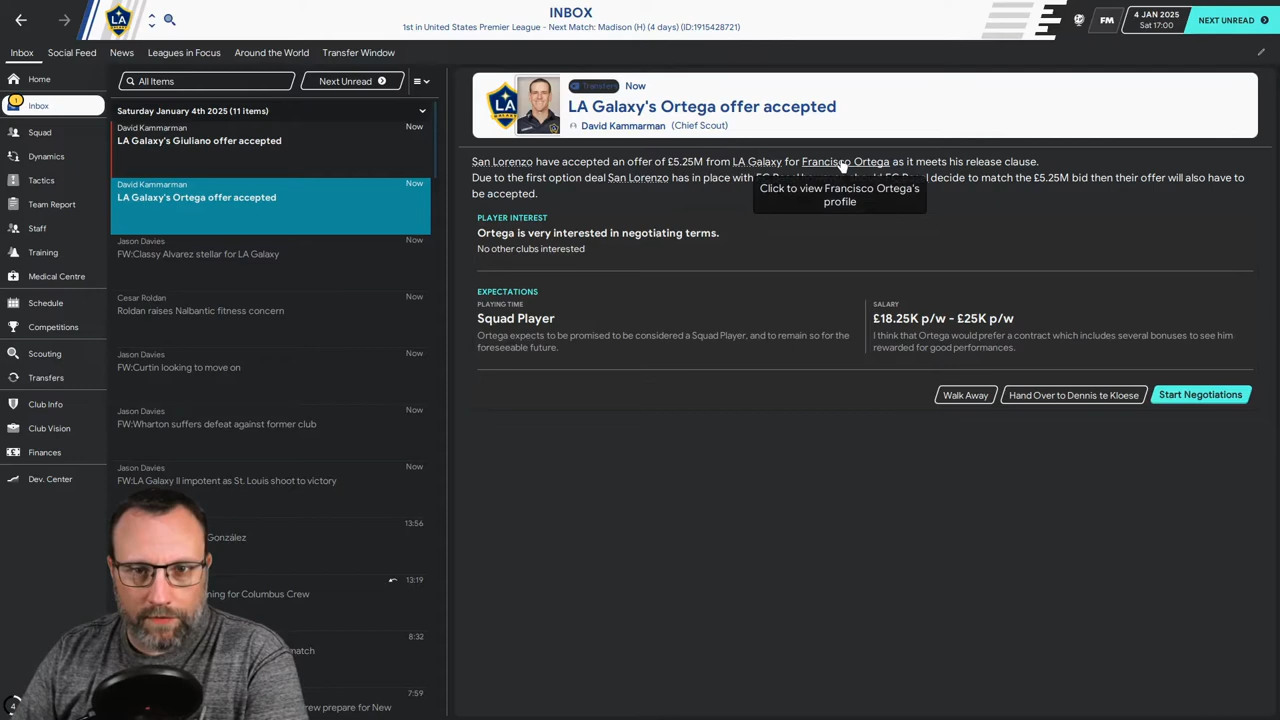 INBOX
1st in United States Premier League - Next Match: Madison (H) (4 days) (ID:1915428721)
FM
4 JAN 2025
Sat 17:00
NEXT UNREAD
Inbox
Social Feed
News
Leagues in Focus
Around the World
Transfer Window
Home
Inbox
Squad
Dynamics
Tactics
Team Report
Staff
Training
Medical Centre
Schedule
Competitions
Scouting
Transfers
Club Info
Club Vision
Finances
Dev. Center
All Items
Next Unread
Saturday January 4th 2025 (11 items)
David Kammarman
Now
LA Galaxy's Giuliano offer accepted
David Kammarman
Now
LA Galaxy's Ortega offer accepted
Jason Davies
Now
FW:Classy Alvarez stellar for LA Galaxy
Cesar Roldan
Now
Roldan raises Nalbantic fitness concern
Jason Davies
Now
FW:Curtin looking to move on
Jason Davies
Now
FW:Wharton suffers defeat against former club
Jason Davies
Now
FW:LA Galaxy II impotent as St. Louis shoot to victory
13:56
González
13:19
for Columbus Crew
8:32
7:59
prepare for New
Transfers
Now
LA Galaxy's Ortega offer accepted
David Kammarman (Chief Scout)
San Lorenzo have accepted an offer of £5.25M from LA Galaxy for Francisco Ortega as it meets his release clause.
Due to the first option deal San Lorenzo has in place with decide to match the £5.25M bid then their offer will also have to
be accepted.
Click to view Francisco Ortega's
profile
PLAYER INTEREST
Ortega is very interested in negotiating terms.
No other clubs interested
EXPECTATIONS
PLAYING TIME
Squad Player
Ortega expects to be promised to be considered a Squad Player, and to remain so for the
foreseeable future.
SALARY
£18.25K p/w - £25K p/w
I think that Ortega would prefer a contract which includes several bonuses to see him
rewarded for good performances.
Walk Away
Hand Over to Dennis te Kloese
Start Negotiations
4